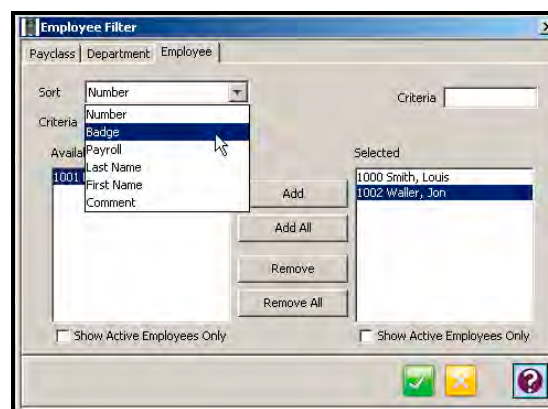 Employee Filter
Payclass Department Employee
Sort Number Criteria
Number
Criteria
Badge
Payroll
Selected
Last Name
1001
First Name
Comment
1000 Smith, Louis
1002 Waller, Jon
Add
Add All
Remove
Remove All
Show Active Employees Only Show Active Employees Only